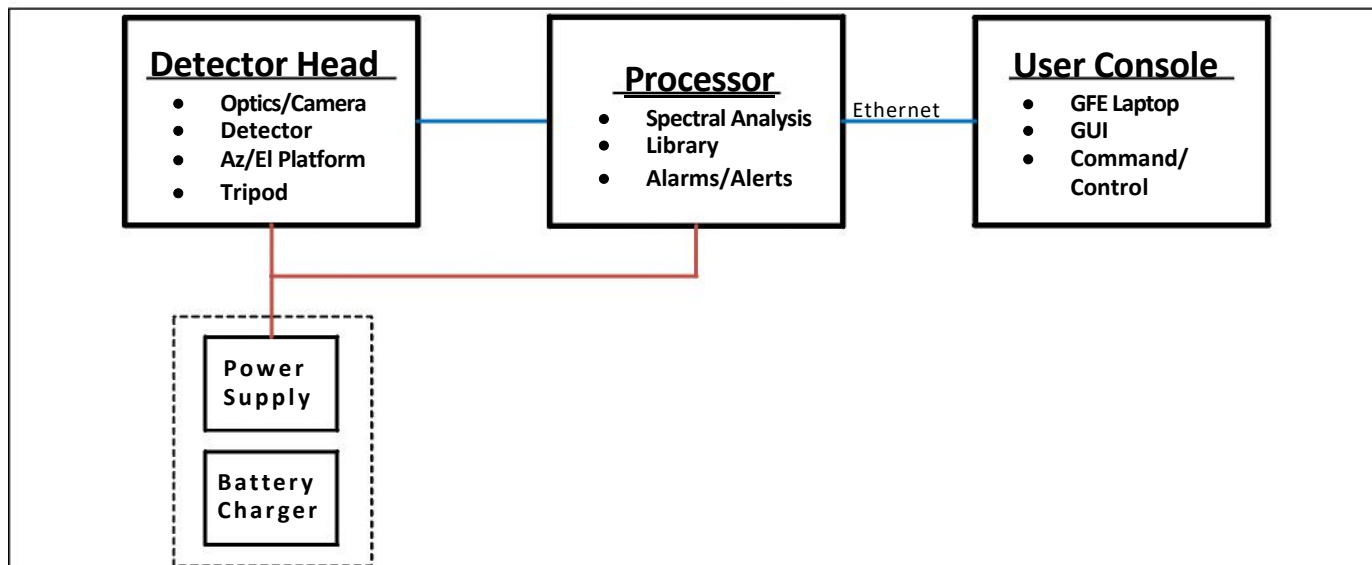 Detector Head
• Optics/Camera
• Detector
• Az/El Platform
• Tripod
Processor
• Spectral Analysis
• Library
• Alarms/Alerts
Ethernet
User Console
• GFE Laptop
• GUI
• Command/
Control
Power
Supply
Battery
Charger